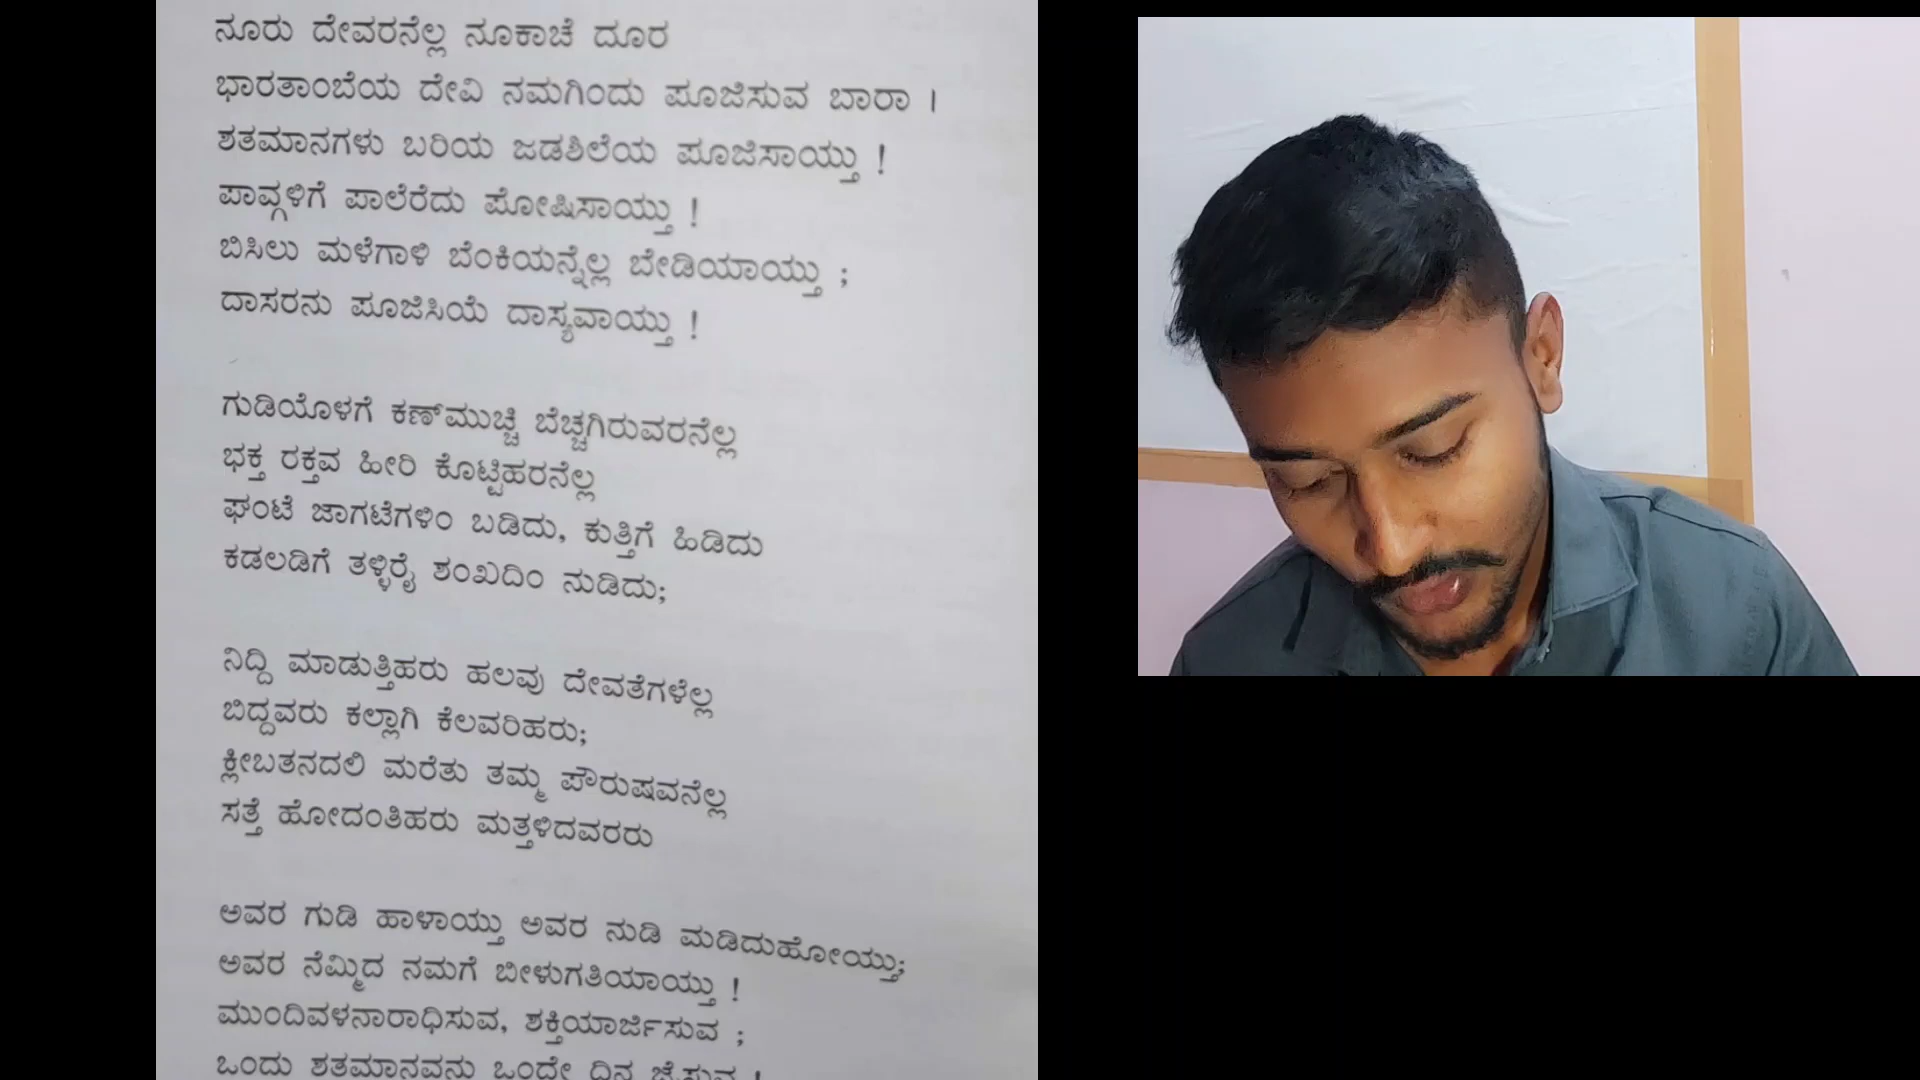 ನೂರು ದೇವರನೆಲ್ಲ ನೂಕಾಚೆ ದೂರ
ಭಾರತಾಂಬೆಯ ದೇವಿ ನಮಗಿಂದು ಪೂಜಿಸುವ ಬಾರಾ ।
ಶತಮಾನಗಳು ಬರಿಯ ಜಡಶಿಲೆಯ ಪೂಜಿಸಾಯ್ತು !
ಪಾವ್ಗಳಿಗೆ ಪಾಲೆರೆದು ಪೋಷಿಸಾಯ್ತು !
ಬಿಸಿಲು ಮಳೆಗಾಳಿ ಬೆಂಕಿಯನ್ನೆಲ್ಲ ಬೇಡಿಯಾಯ್ತು ;
ದಾಸರನು ಪೂಜಿಸಿಯೆ ದಾಸ್ಯವಾಯ್ತು !
ಗುಡಿಯೊಳಗೆ ಕಣ್‌ಮುಚ್ಚಿ ಬೆಚ್ಚಗಿರುವರನೆಲ್ಲ
ಭಕ್ತ ರಕ್ತವ ಹೀರಿ ಕೊಟ್ಟಿಹರನೆಲ್ಲ
ಘಂಟೆ ಜಾಗಟೆಗಳಿಂ ಬಡಿದು, ಕುತ್ತಿಗೆ ಹಿಡಿದು
ಕಡಲಡಿಗೆ ತಳ್ಳಿರೈ ಶಂಖದಿಂ ನುಡಿದು;
ನಿದ್ದಿ ಮಾಡುತ್ತಿಹರು ಹಲವು ದೇವತೆಗಳೆಲ್ಲ
ಬಿದ್ದವರು ಕಲ್ಲಾಗಿ ಕೆಲವರಿಹರು;
ಕ್ಲೀಬತನದಲಿ ಮರೆತು ತಮ್ಮ ಪೌರುಷವನೆಲ್ಲ
ಸತ್ತೆ ಹೋದಂತಿಹರು ಮತ್ತಳಿದವರರು
ಅವರ ಗುಡಿ ಹಾಳಾಯ್ತು ಅವರ ನುಡಿ ಮಡಿದುಹೋಯ್ತು;
ಅವರ ನೆಮ್ಮಿದ ನಮಗೆ ಬೀಳುಗತಿಯಾಯ್ತು !
ಮುಂದಿವಳನಾರಾಧಿಸುವ, ಶಕ್ತಿಯಾರ್ಜಿಸುವ ;
ಒಂದು ಶತಮಾನವನು ಒಂದೇ ದಿನ ಜೈಸುವ !